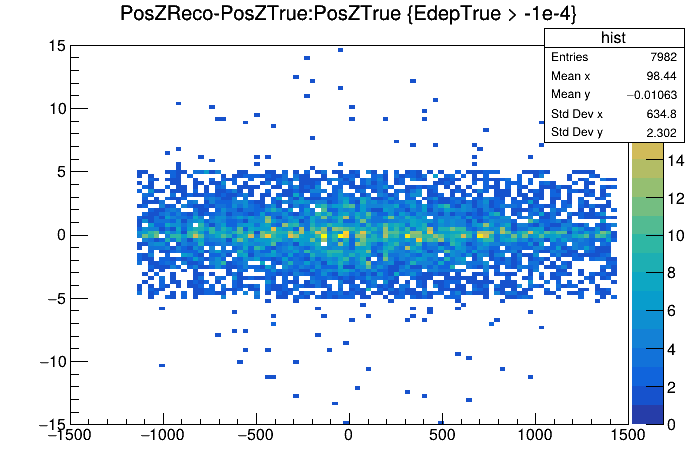 PosZReco-PosZTrue:PosZTrue {EdepTrue > -1e-4}
hist
Entries 7982
Mean x 98.44
Mean y −0.01063
Std Dev x 634.8
Std Dev y 2.302
15
10
5
0
−5
−10
−15
−1500 −1000 −500 0 500 1000 1500
14
12
10
8
6
4
2
0